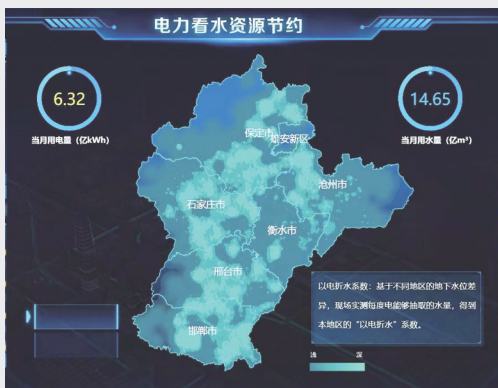 电力看水资源节约
6.32
当月用电量（亿kWh）
14.65
当月用水量（亿m³）
保定市
雄安新区
沧州市
石家庄市
衡水市
邢台市
邯郸市
以电折水系数：基于不同地区的地下水位差
异，现场实测每度电能够抽取的水量，得到
本地区的“以电折水”系数。
浅 深